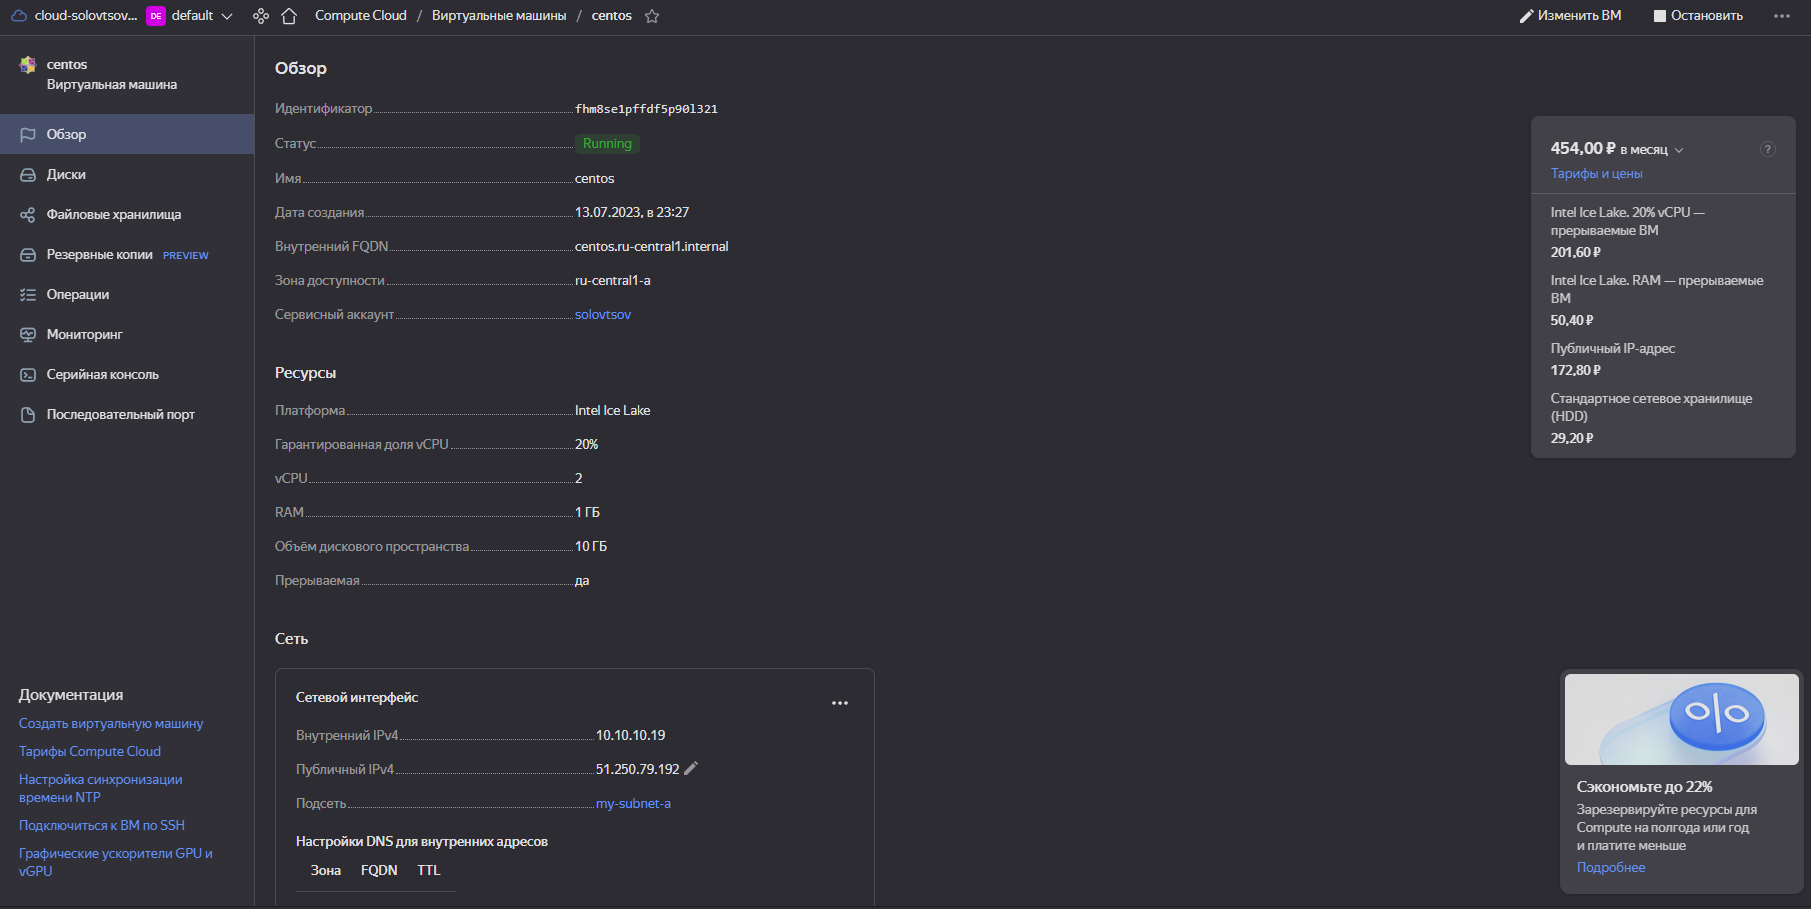 cloud-solovtsov... DE default Compute Cloud / Виртуальные машины / centos Изменить ВМ Остановить
centos
Виртуальная машина
Обзор
Диски
Файловые хранилища
Резервные копии PREVIEW
Операции
Мониторинг
Серийная консоль
Последовательный порт
Документация
Создать виртуальную машину
Тарифы Compute Cloud
Настройка синхронизации
времени NTP
Подключиться к ВМ по SSH
Графические ускорители GPU и
vGPU
Обзор
Идентификатор fhm8se1pffdf5p90l321
Статус Running
Имя centos
Дата создания 13.07.2023, в 23:27
Внутренний FQDN centos.ru-central1.internal
Зона доступности ru-central1-a
Сервисный аккаунт solovtsov
Ресурсы
Платформа Intel Ice Lake
Гарантированная доля vCPU 20%
vCPU 2
RAM 1 ГБ
Объём дискового пространства 10 ГБ
Прерываемая да
Сеть
Сетевой интерфейс
Внутренний IPv4 10.10.10.19
Публичный IPv4 51.250.79.192
Подсеть my-subnet-a
Настройки DNS для внутренних адресов
Зона FQDN TTL
454,00 ₽ в месяц ?
Тарифы и цены
Intel Ice Lake. 20% vCPU —
прерываемые ВМ
201,60 ₽
Intel Ice Lake. RAM — прерываемые
ВМ
50,40 ₽
Публичный IP-адрес
172,80 ₽
Стандартное сетевое хранилище
(HDD)
29,20 ₽
%
Сэкономьте до 22%
Зарезервируйте ресурсы для
Compute на полгода или год
и платите меньше
Подробнее